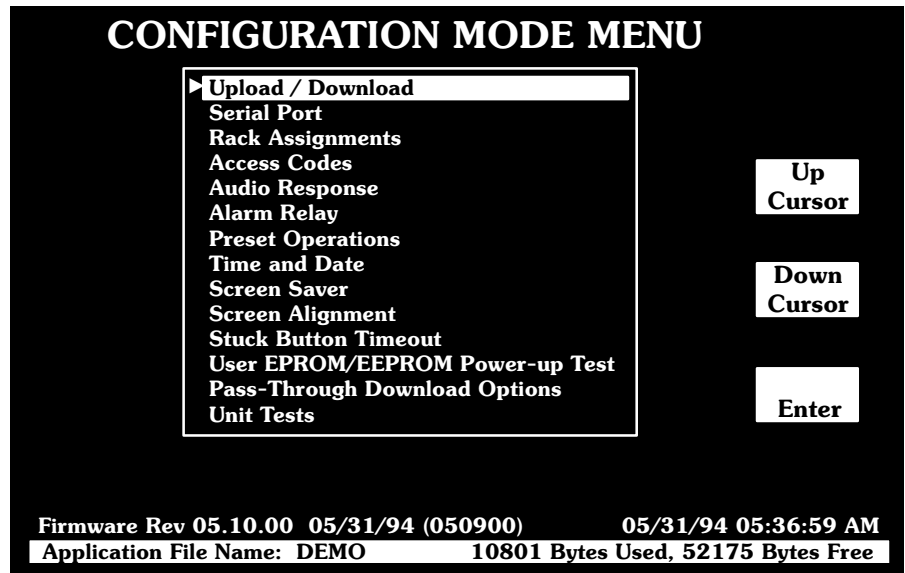 CONFIGURATION MODE MENU
Upload / Download
Serial Port
Rack Assignments
Access Codes
Audio Response
Alarm Relay
Preset Operations
Time and Date
Screen Saver
Screen Alignment
Stuck Button Timeout
User EPROM/EEPROM Power-up Test
Pass-Through Download Options
Unit Tests
Up
Cursor
Down
Cursor
Enter
Firmware Rev 05.10.00 05/31/94 (050900) 05/31/94 05:36:59 AM
Application File Name: DEMO 10801 Bytes Used, 52175 Bytes Free